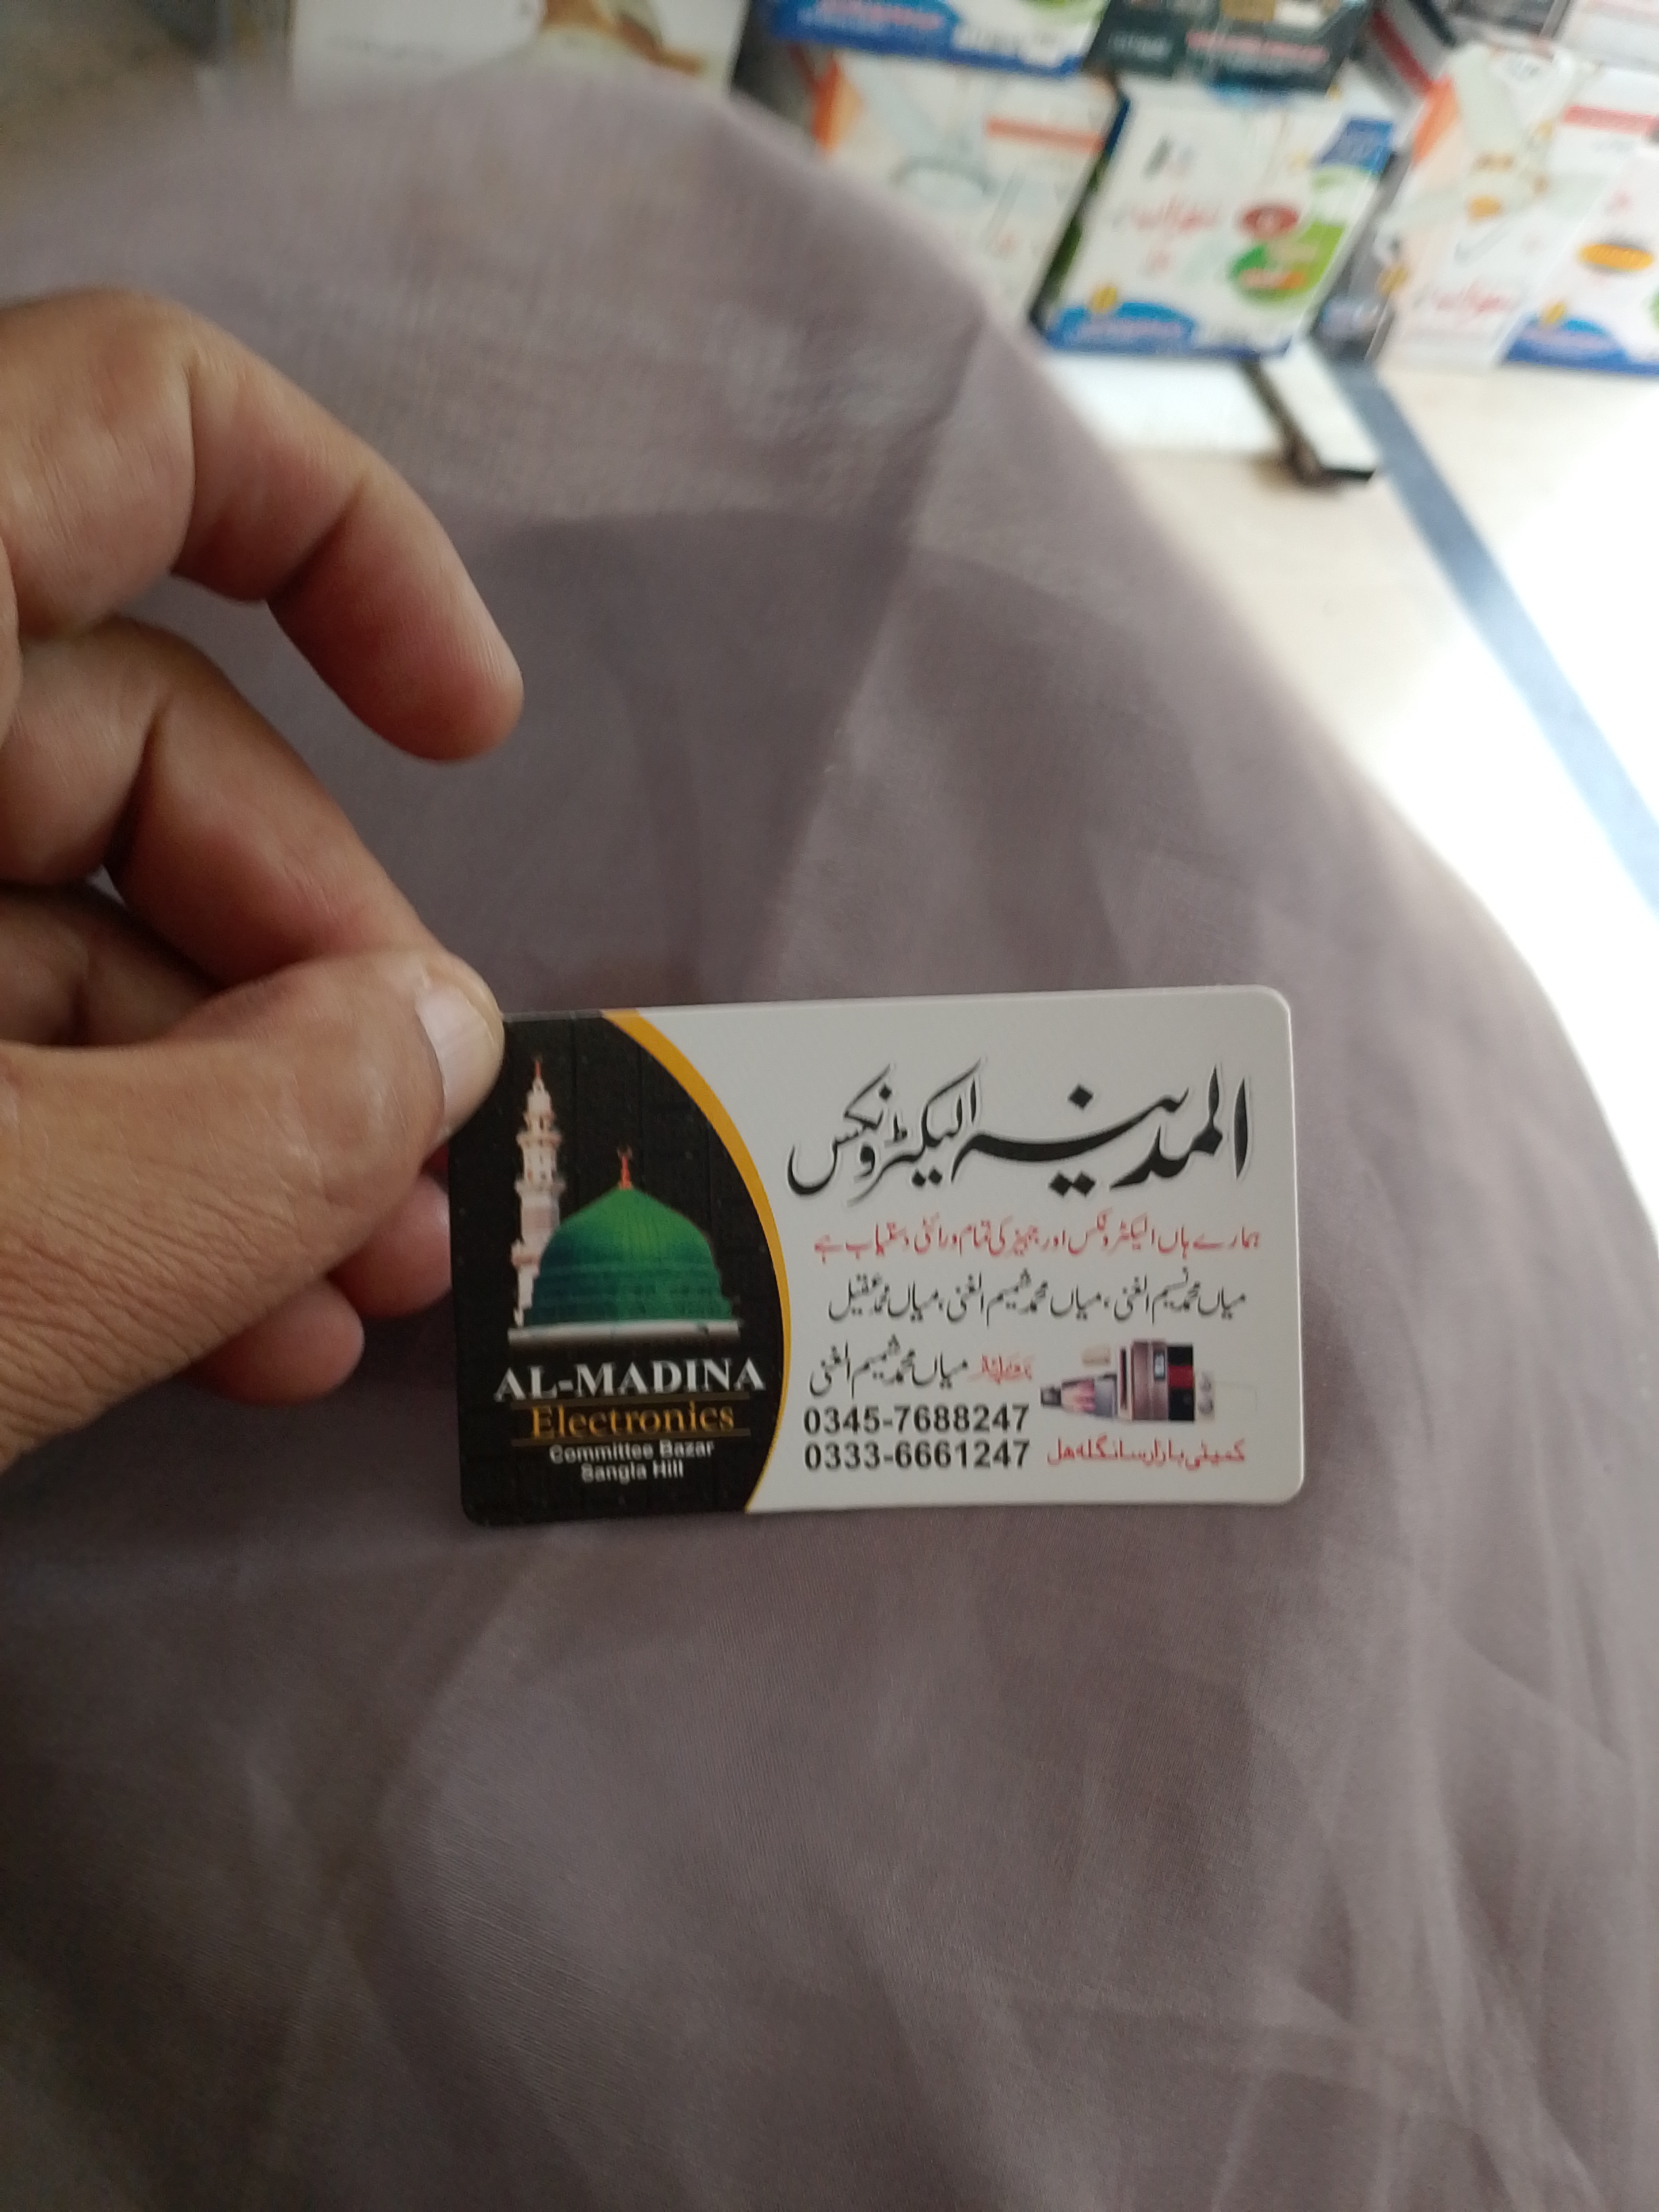 المدینہ الیکٹرونکس
ہمارے ہاں الیکٹرونکس اور جہیز کی تمام ورائٹی دستیاب ہے
میاں محمد نسیم الغنی، میاں محمد شمیم الغنی، میاں محمد عقیل
میاں محمد شمیم الغنی
0345-7688247
0333-6661247
کمیٹی بازار سانگلہ ھل
AL-MADINA
Electronics
Committee Bazar
Sangla Hill